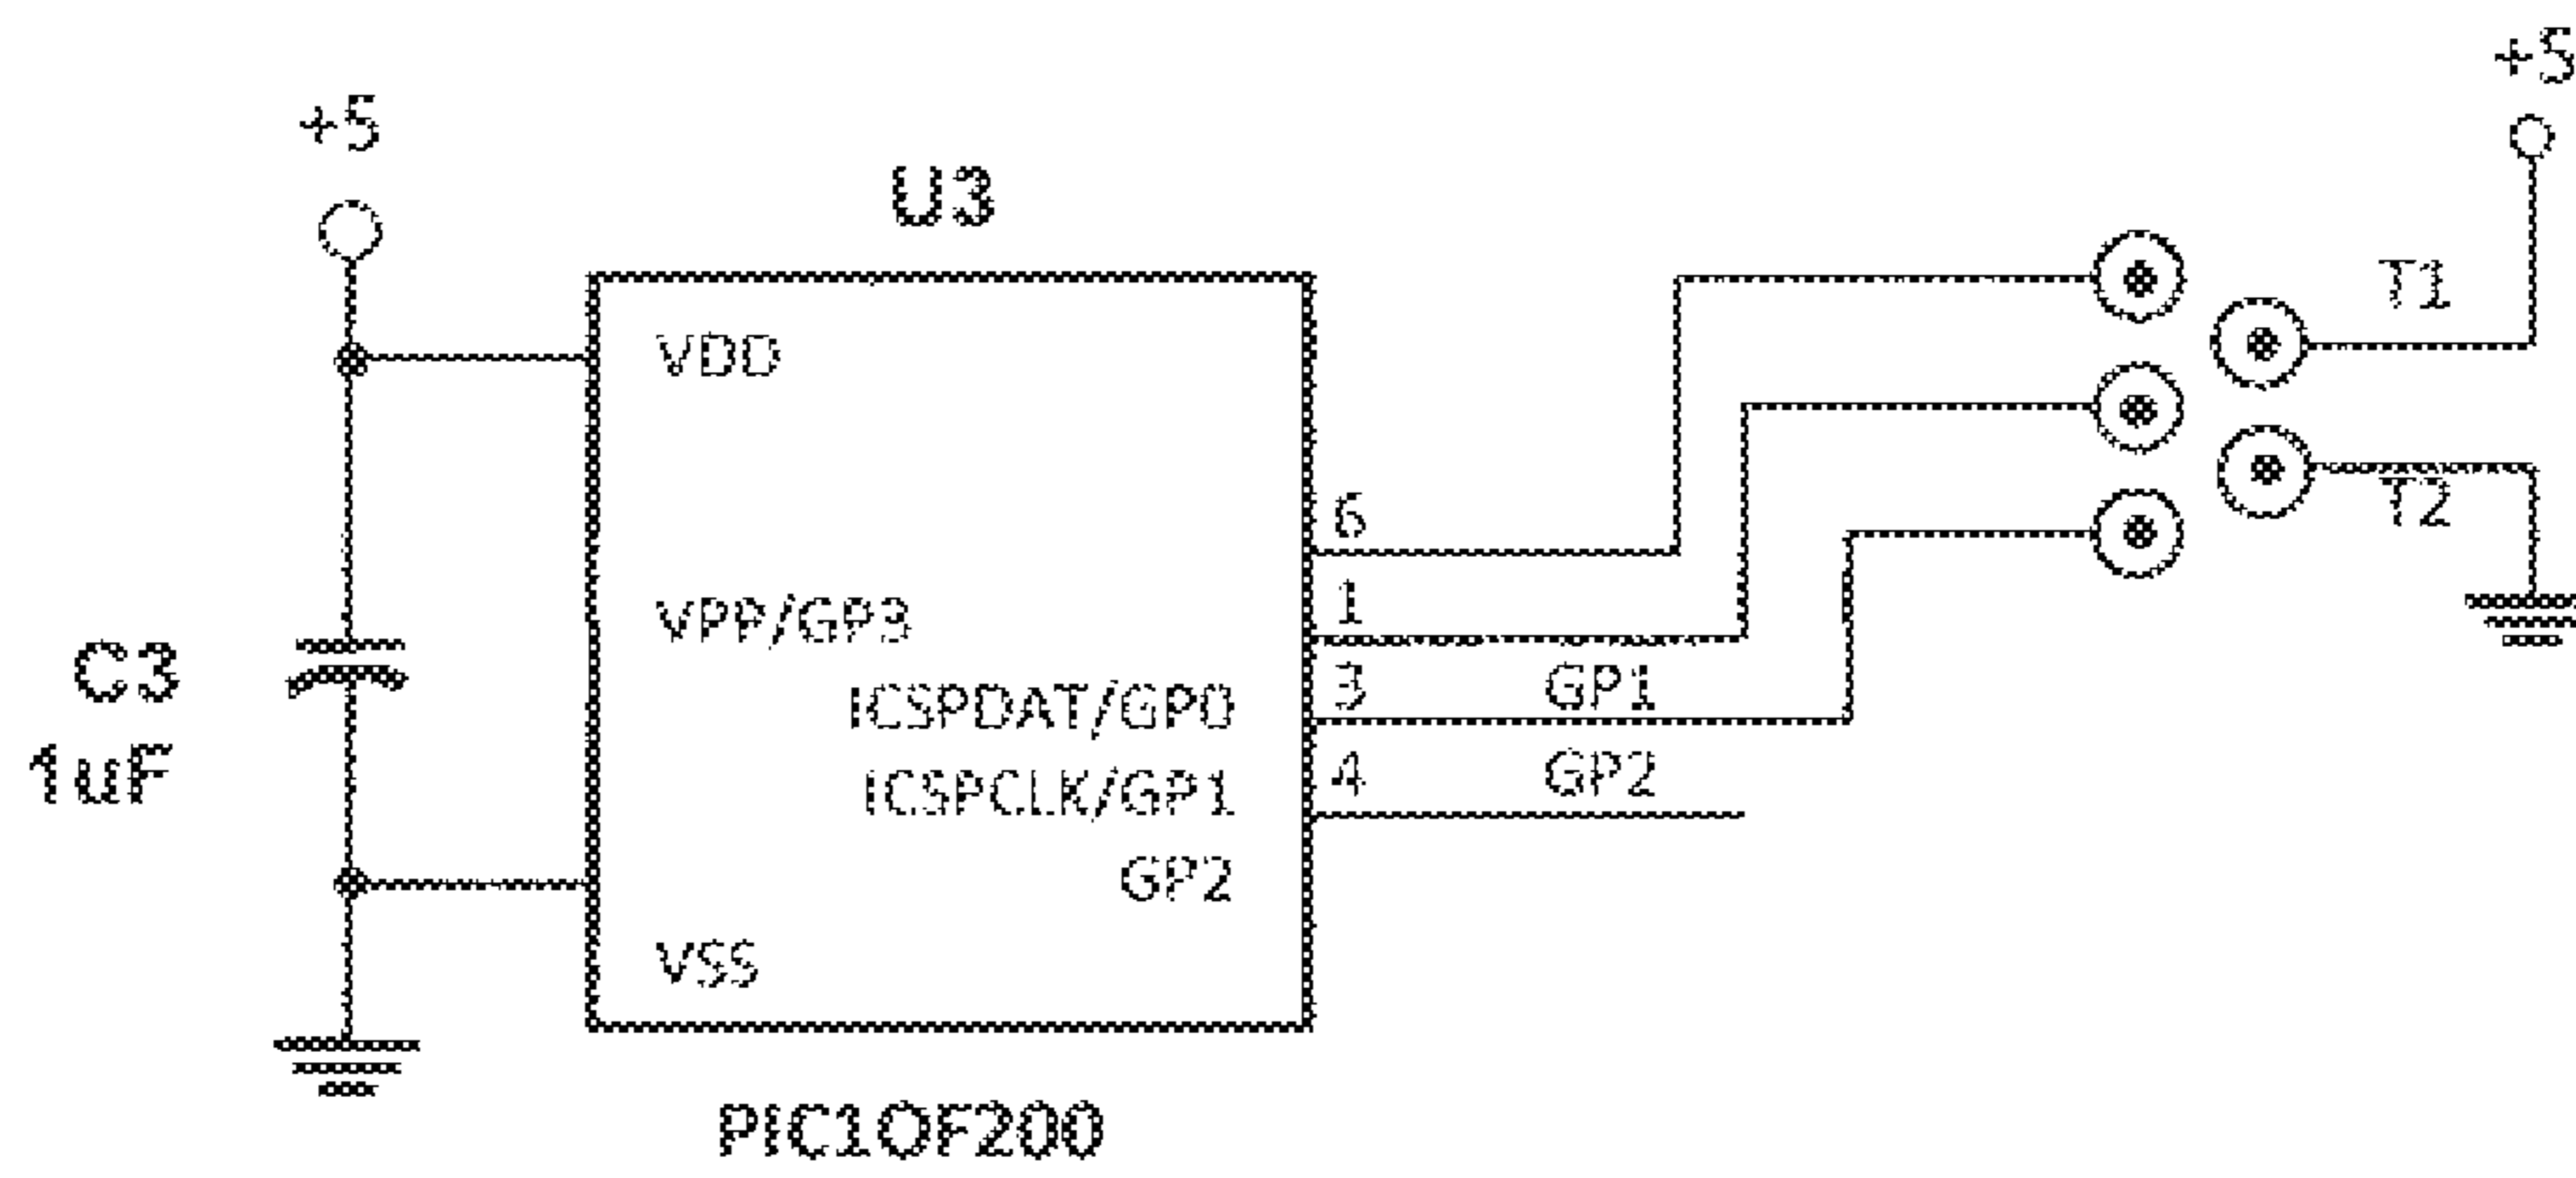 +5
+5
U3
T1
VDD
T2
6
1
VPP/GP3
C3
3
GP1
ICSPDAT/GP0
1uF
4
GP2
ICSPCLK/GP1
GP2
VSS
PIC10F200